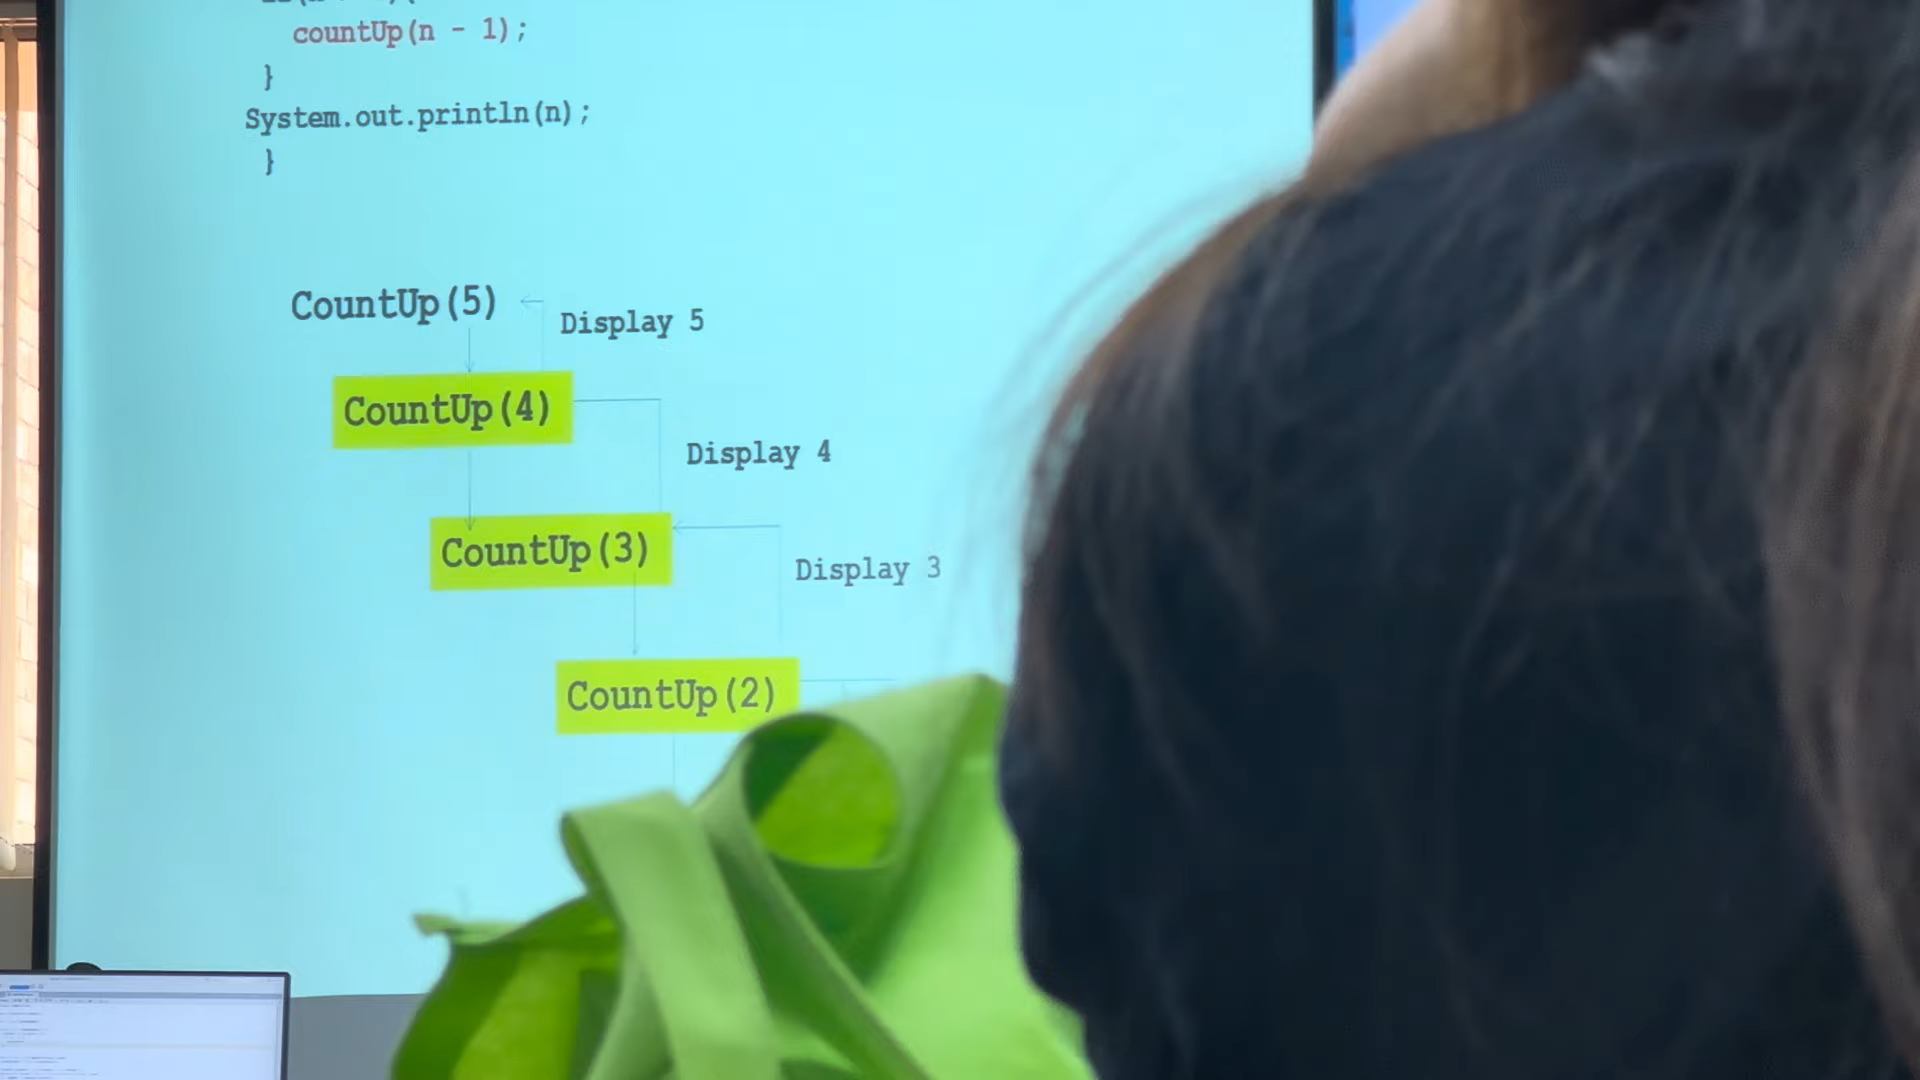 countUp(n - 1);
}
System.out.println(n);
}
CountUp(5)
Display 5
CountUp(4)
Display 4
CountUp(3)
Display 3
CountUp(2)